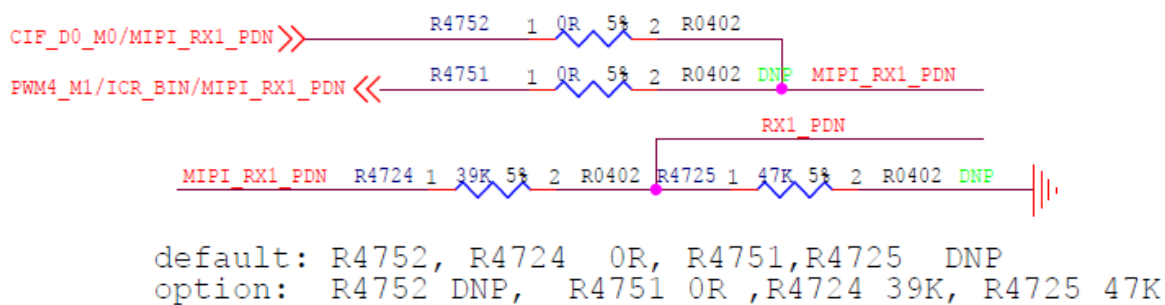 CIF_D0_M0/MIPI_RX1_PDN R4752 1 0R 5% 2 R0402
PWM4_M1/ICR_BIN/MIPI_RX1_PDN R4751 1 0R 5% 2 R0402 DNP MIPI_RX1_PDN
RX1_PDN
MIPI_RX1_PDN R4724 1 39K 5% 2 R0402 R4725 1 47K 5% 2 R0402 DNP
default: R4752, R4724 0R, R4751,R4725 DNP
option: R4752 DNP, R4751 0R ,R4724 39K, R4725 47K